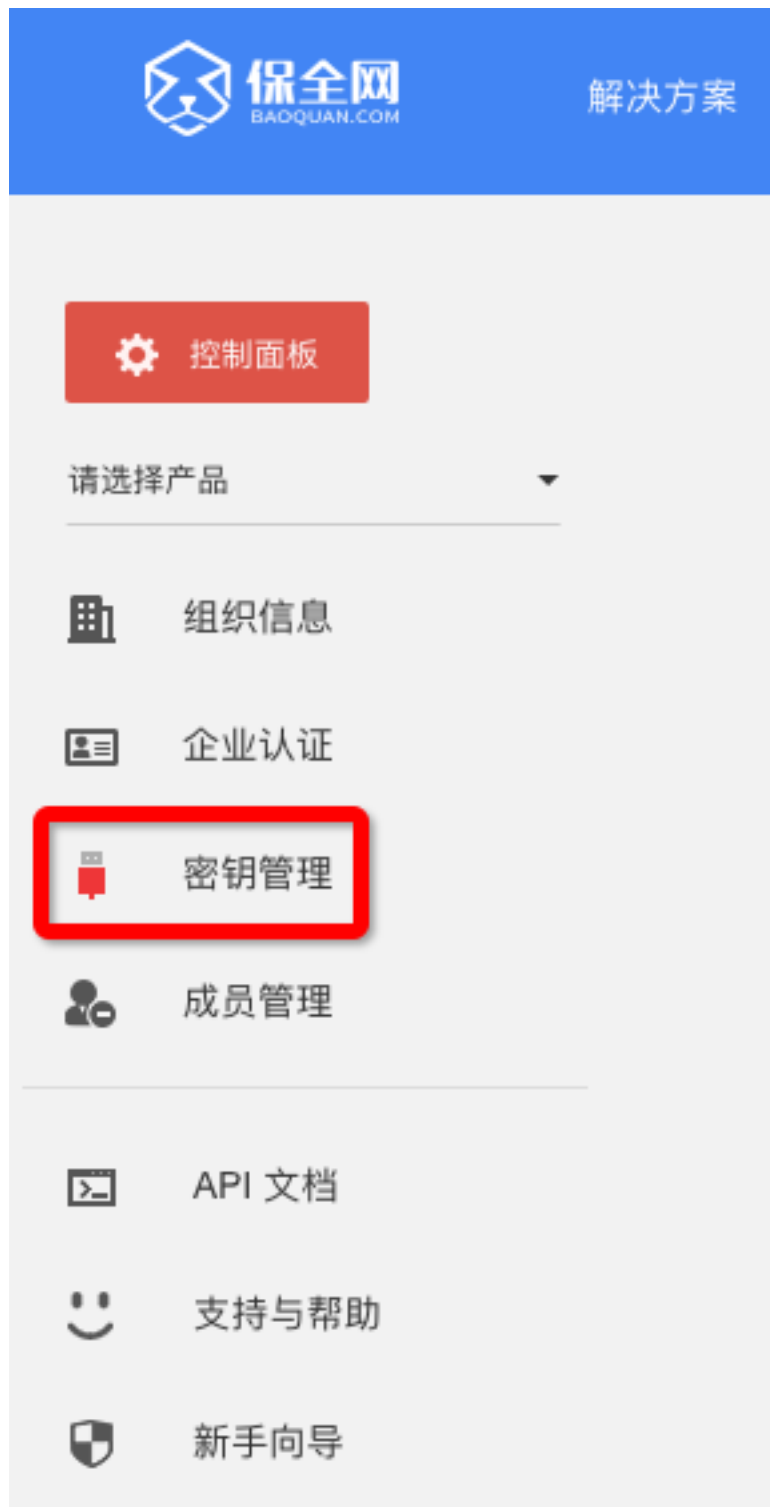 保全网
BAOQUAN.COM
解决方案
控制面板
请选择产品
组织信息
企业认证
密钥管理
成员管理
API 文档
支持与帮助
新手向导